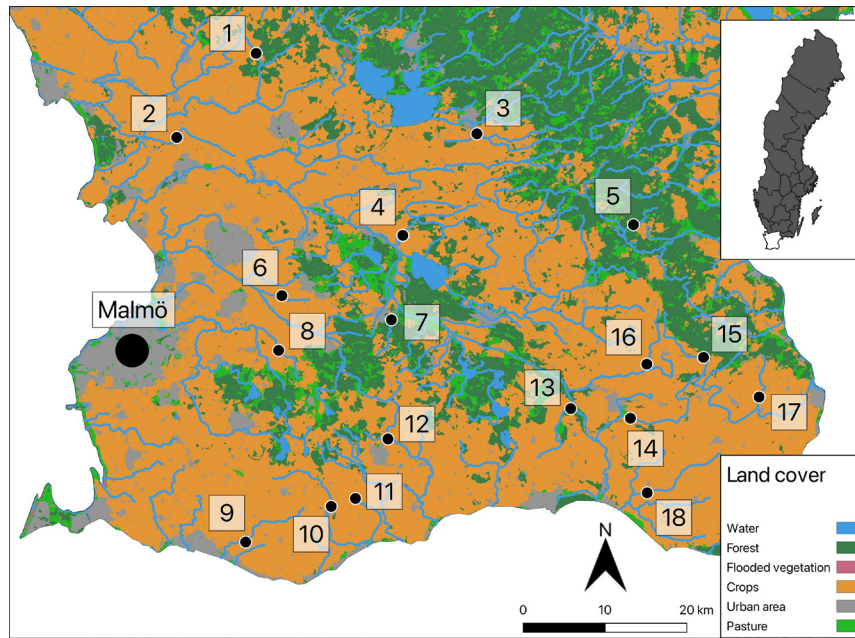 1
2
3
4
5
6
Malmö
7
8
16
15
13
17
12
14
11
10
9
18
N
0 10 20 km
Land cover
Water
Forest
Flooded vegetation
Crops
Urban area
Pasture